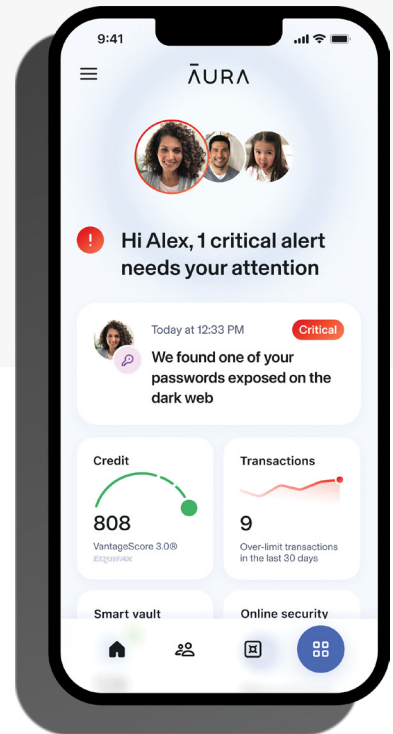 9:41
ĀURA
Hi Alex, 1 critical alert
needs your attention
Today at 12:33 PM
Critical
We found one of your
passwords exposed on the
dark web
Credit
808
VantageScore 3.0®
EQUIFAX
Transactions
9
Over-limit transactions
in the last 30 days
Smart vault
Online security